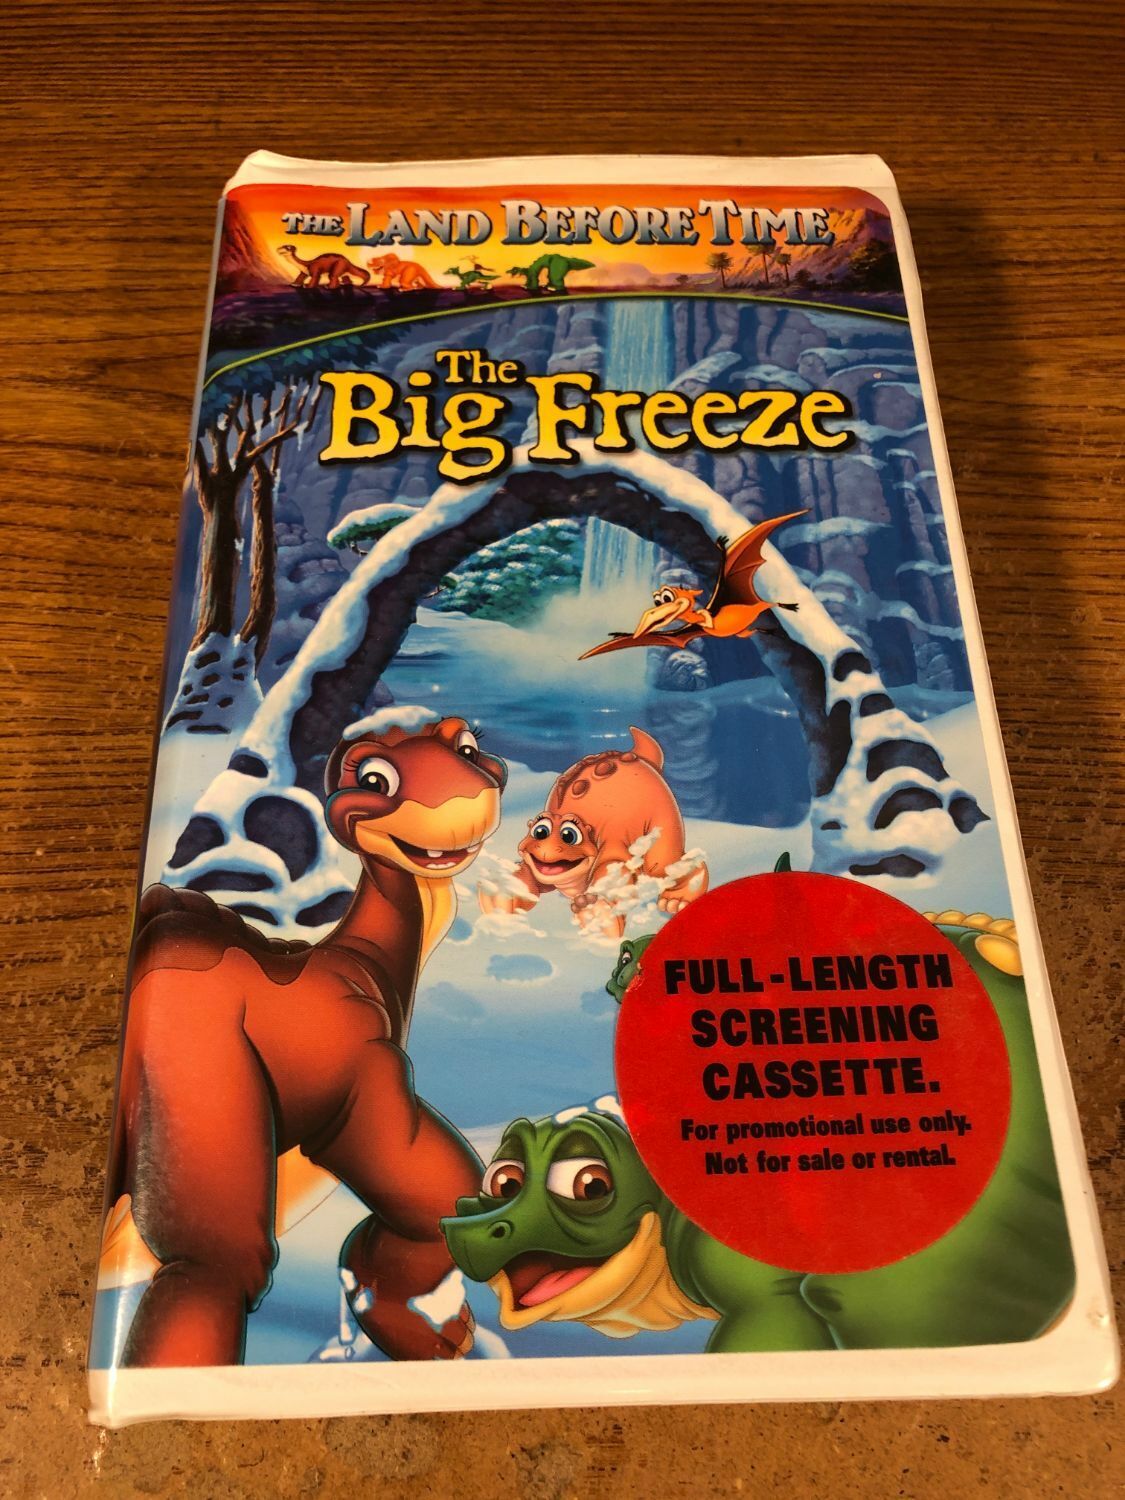 THE LAND BEFORE TIME
The
Big Freeze
FULL-LENGTH
SCREENING
CASSETTE.
For promotional use only.
Not for sale or rental.